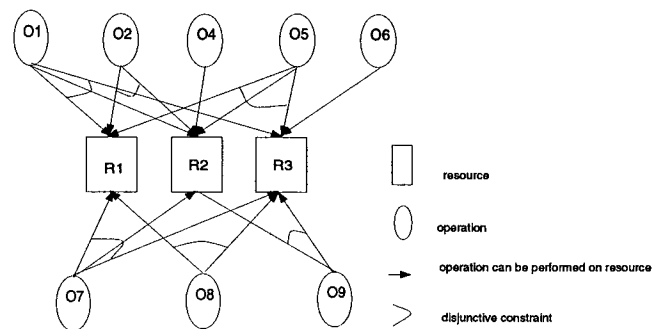 O1 O2 O4 O5 O6
R1 R2 R3
resource
operation
O7 O8 O9
operation can be performed on resource
disjunctive constraint